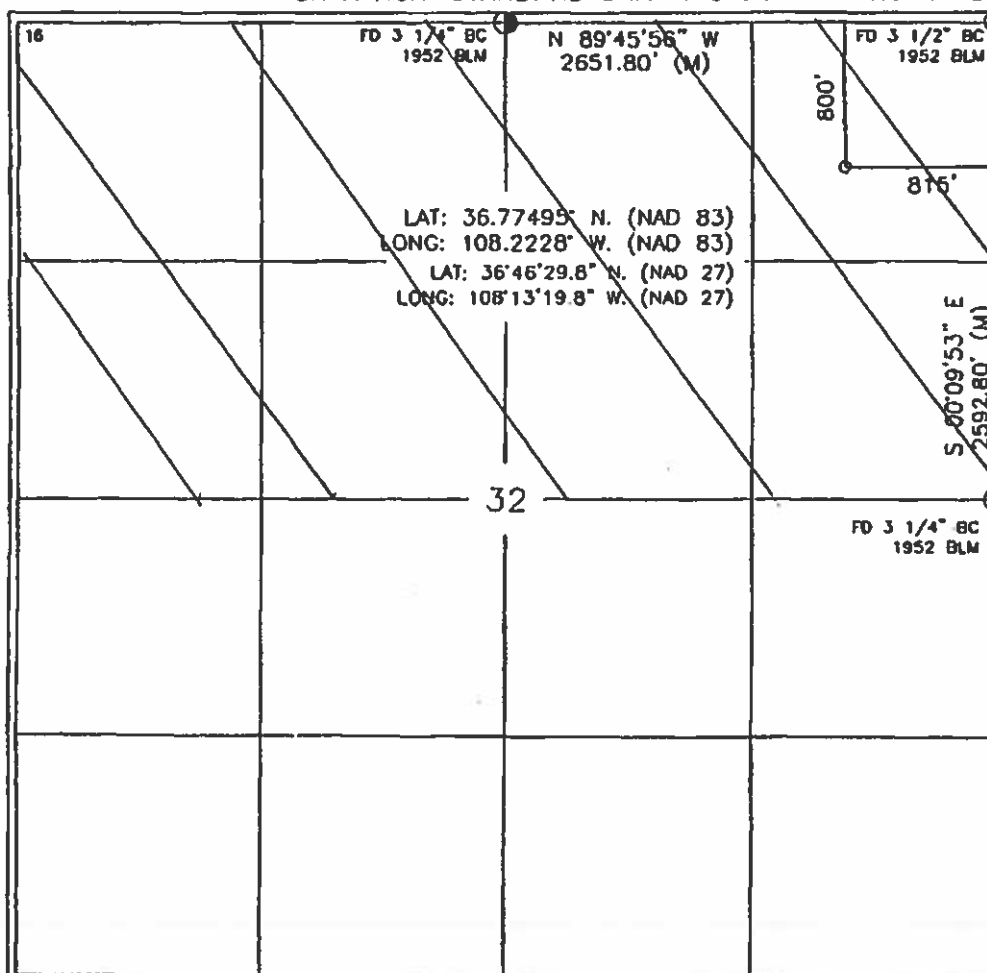 16
FD 3 1/4" BC
1952 BLM
N 89°45'56" W
2651.80' (M)
FD 3 1/2" BC
1952 BLM
800'
815'
LAT: 36.77495° N. (NAD 83)
LONG: 108.2228° W. (NAD 83)
LAT: 36°46'29.8" N. (NAD 27)
LONG: 108°13'19.8" W. (NAD 27)
S 00°09'53" E
2592.80' (M)
32
FD 3 1/4" BC
1952 BLM